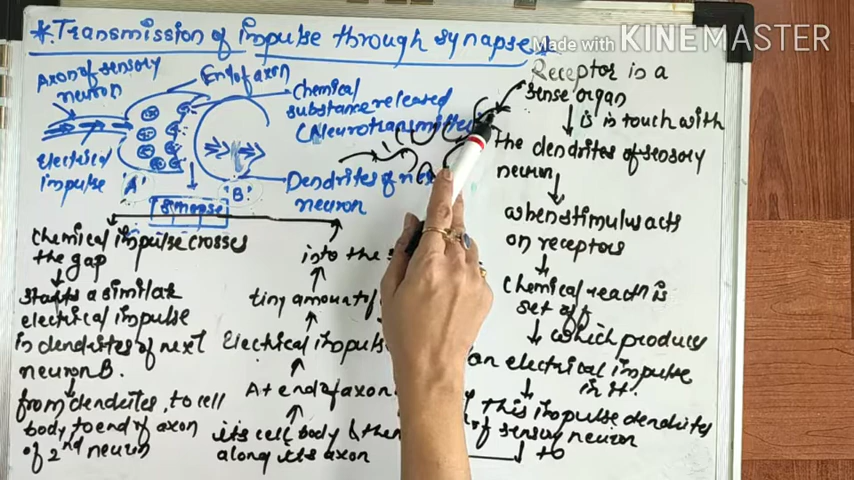 *. Transmission of impulse through synapse :
Made with KINEMASTER
Axon of sensory
neuron
End of axon
Chemical
substance released
(Neurotransmitter
Electrical
impulse
'A'
'B'
Dendrites of
neuron
Synapse
Receptor is a
sense organ
is in touch with
the dendrites of sensory
neuron
when stimulus acts
on receptors
Chemical reactn is
set off
which produces
an electrical impulse
in it.
this impulse dendrites
of sensory neuron
to
its cell body & then
along its axon
At end of axon
Electrical impuls
tiny amount of
into the
Chemical impulse crosses
the gap
starts a similar
electrical impulse
in dendrites of next
neuron B.
from dendrites, to cell
body to end of axon
of 2nd neuron